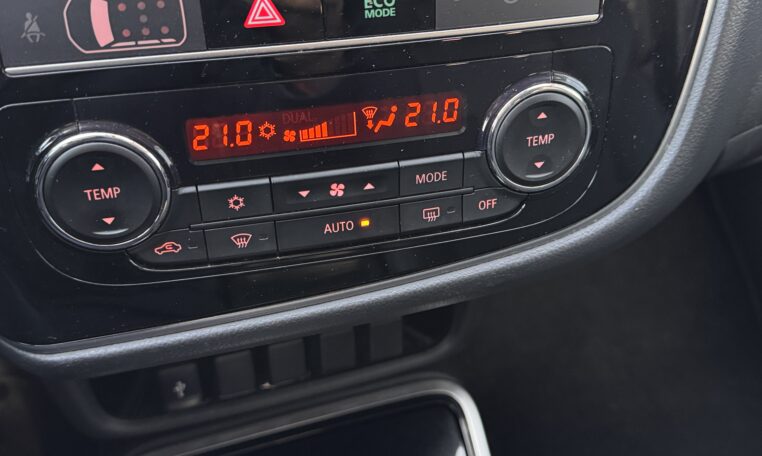 ECO
MODE
21.0 DUAL 21.0
TEMP
TEMP
MODE
AUTO
OFF